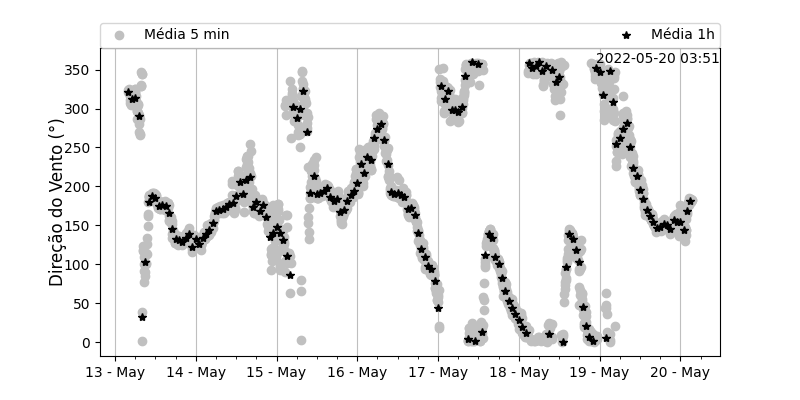 Média 5 min
Média 1h
2022-05-20 03:51
Direção do Vento (°)
350
300
250
200
150
100
50
0
13 - May
14 - May
15 - May
16 - May
17 - May
18 - May
19 - May
20 - May